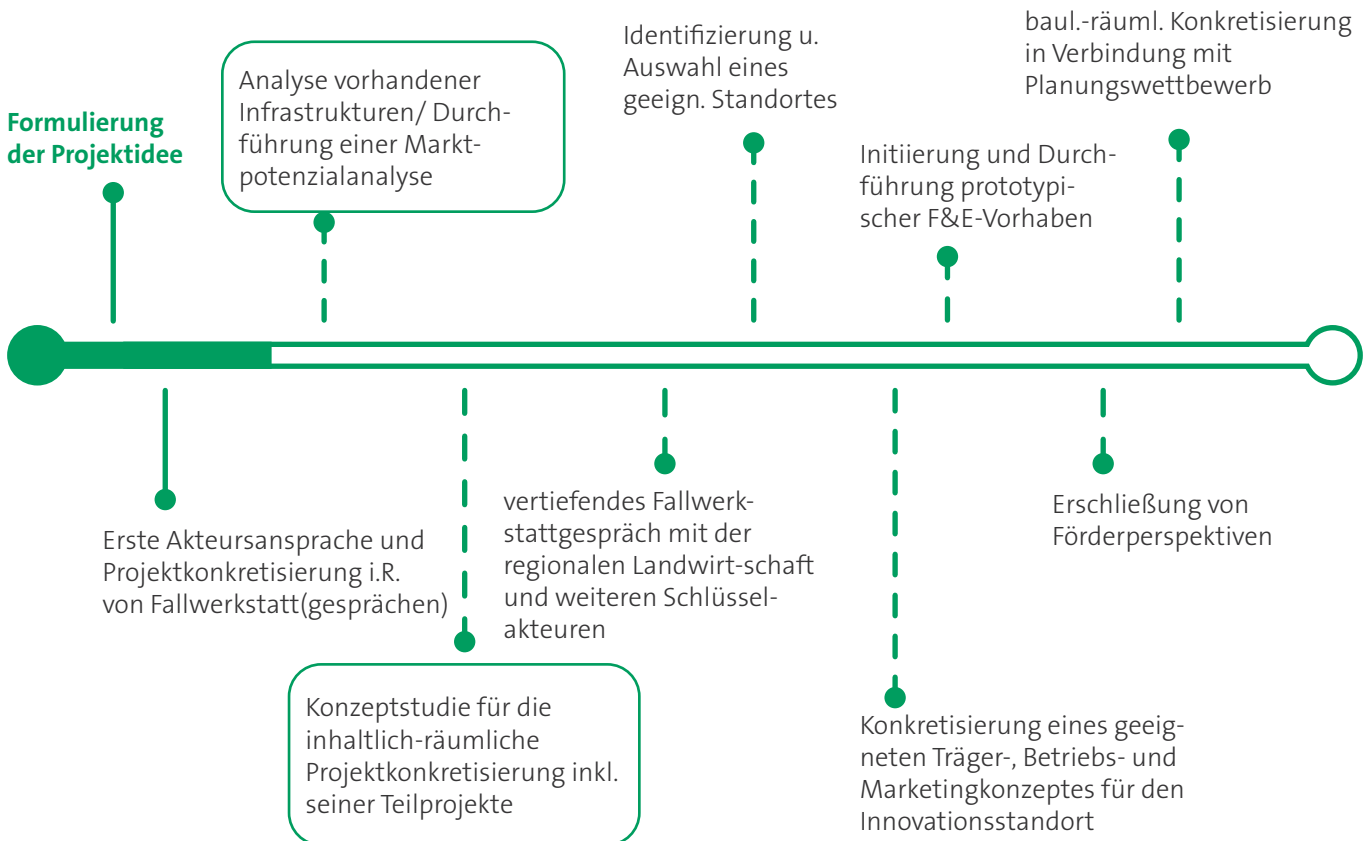 Formulierung
der Projektidee
Analyse vorhandener
Infrastrukturen/ Durch-
führung einer Markt-
potenzialanalyse
Identifizierung u.
Auswahl eines
geeign. Standortes
Initiierung und Durch-
führung prototypi-
scher F&E-Vorhaben
baul.-räuml. Konkretisierung
in Verbindung mit
Planungswettbewerb
Erste Akteursansprache und
Projektkonkretisierung i.R.
von Fallwerkstatt(gesprächen)
Konzeptstudie für die
inhaltlich-räumliche
Projektkonkretisierung inkl.
seiner Teilprojekte
vertiefendes Fallwerk-
stattgespräch mit der
regionalen Landwirt-schaft
und weiteren Schlüssel-
akteuren
Konkretisierung eines geeig-
neten Träger-, Betriebs- und
Marketingkonzeptes für den
Innovationsstandort
Erschließung von
Förderperspektiven